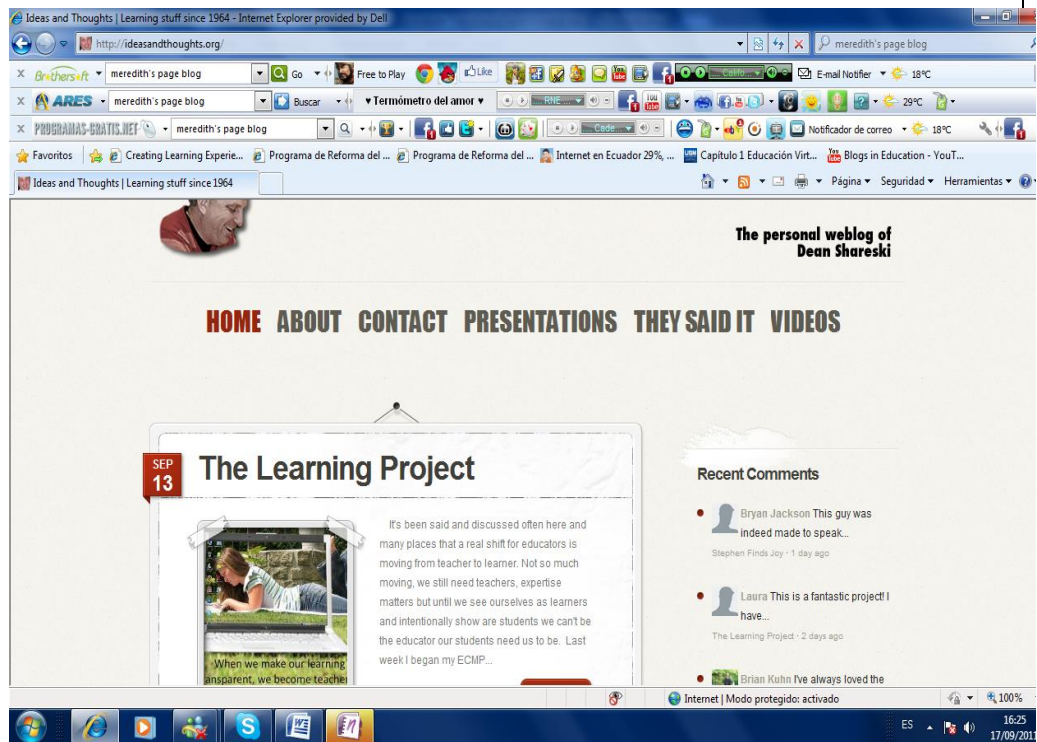 Ideas and Thoughts | Learning stuff since 1964 - Internet Explorer provided by Dell
http://ideasandthoughts.org/
meredith's page blog
X Brothersoft meredith's page blog Go Free to Play Like E-mail Notifier 18°C
X ARES meredith's page blog Buscar ♥ Termómetro del amor ♥ RNE ... 29°C
X PROGRAMAS-GRATIS.NET meredith's page blog Code ... Notificador de correo 18°C
Favoritos Creating Learning Experie... Programa de Reforma del ... Programa de Reforma del ... Internet en Ecuador 29%, ... Capítulo 1 Educación Virt... Blogs in Education - YouT...
Ideas and Thoughts | Learning stuff since 1964 Página Seguridad Herramientas
The personal weblog of
Dean Shareski
HOME ABOUT CONTACT PRESENTATIONS THEY SAID IT VIDEOS
SEP
13
The Learning Project
It's been said and discussed often here and
many places that a real shift for educators is
moving from teacher to learner. Not so much
moving, we still need teachers, expertise
matters but until we see ourselves as learners
and intentionally show are students we can't be
the educator our students need us to be. Last
week I began my ECMP...
When we make our learning
ansparent, we become teache
Recent Comments
Bryan Jackson This guy was
indeed made to speak...
Stephen Finds Joy · 1 day ago
Laura This is a fantastic project! I
have...
The Learning Project · 2 days ago
Brian Kuhn I've always loved the
Internet | Modo protegido: activado 100%
ES 16:25
17/09/2011